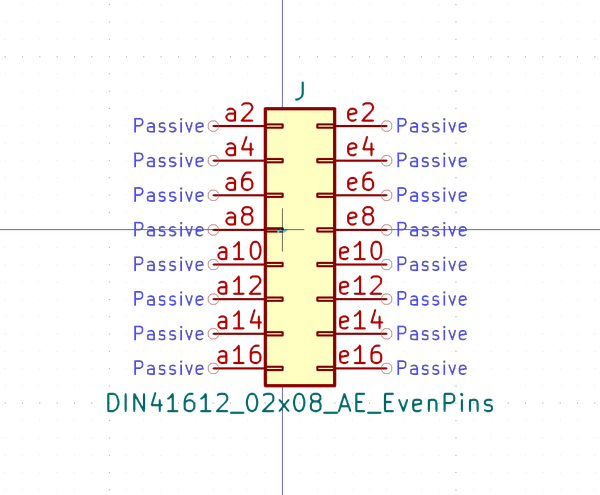 J
Passive a2 e2 Passive
Passive a4 e4 Passive
Passive a6 e6 Passive
Passive a8 e8 Passive
Passive a10 e10 Passive
Passive a12 e12 Passive
Passive a14 e14 Passive
Passive a16 e16 Passive
DIN41612_02x08_AE_EvenPins